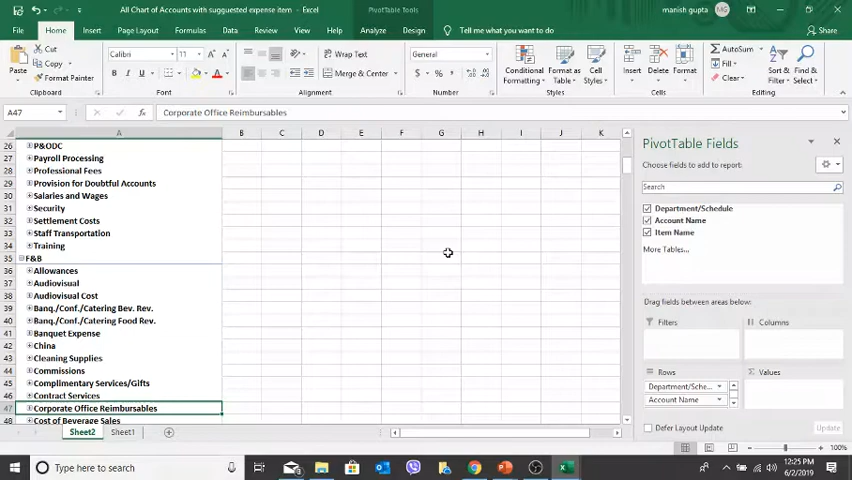 All Chart of Accounts with sugguested expense item - Excel
PivotTable Tools
manish gupta
MG
File Home Insert Page Layout Formulas Data Review View Help Analyze Design Tell me what you want to do Share
Cut
Copy
Format Painter
Paste
Clipboard
Calibri 11
B I U
Font
Wrap Text
Merge & Center
Alignment
General
$ % ,
Number
Conditional Formatting
Format as Table
Cell Styles
Styles
Insert Delete Format
Cells
AutoSum
Fill
Clear
Sort & Filter
Find & Select
Editing
A47
fx
Corporate Office Reimbursables
A B C D E F G H I J K
26 P&ODC
27 Payroll Processing
28 Professional Fees
29 Provision for Doubtful Accounts
30 Salaries and Wages
31 Security
32 Settlement Costs
33 Staff Transportation
34 Training
35 F&B
36 Allowances
37 Audiovisual
38 Audiovisual Cost
39 Banq./Conf./Catering Bev. Rev.
40 Banq./Conf./Catering Food Rev.
41 Banquet Expense
42 China
43 Cleaning Supplies
44 Commissions
45 Complimentary Services/Gifts
46 Contract Services
47 Corporate Office Reimbursables
48 Cost of Beverage Sales
PivotTable Fields
Choose fields to add to report:
Search
Department/Schedule
Account Name
Item Name
More Tables...
Drag fields between areas below:
Filters
Columns
Rows
Values
Department/Sche...
Account Name
Defer Layout Update
Update
Sheet2 Sheet1
100%
Type here to search
12:25 PM
6/2/2019